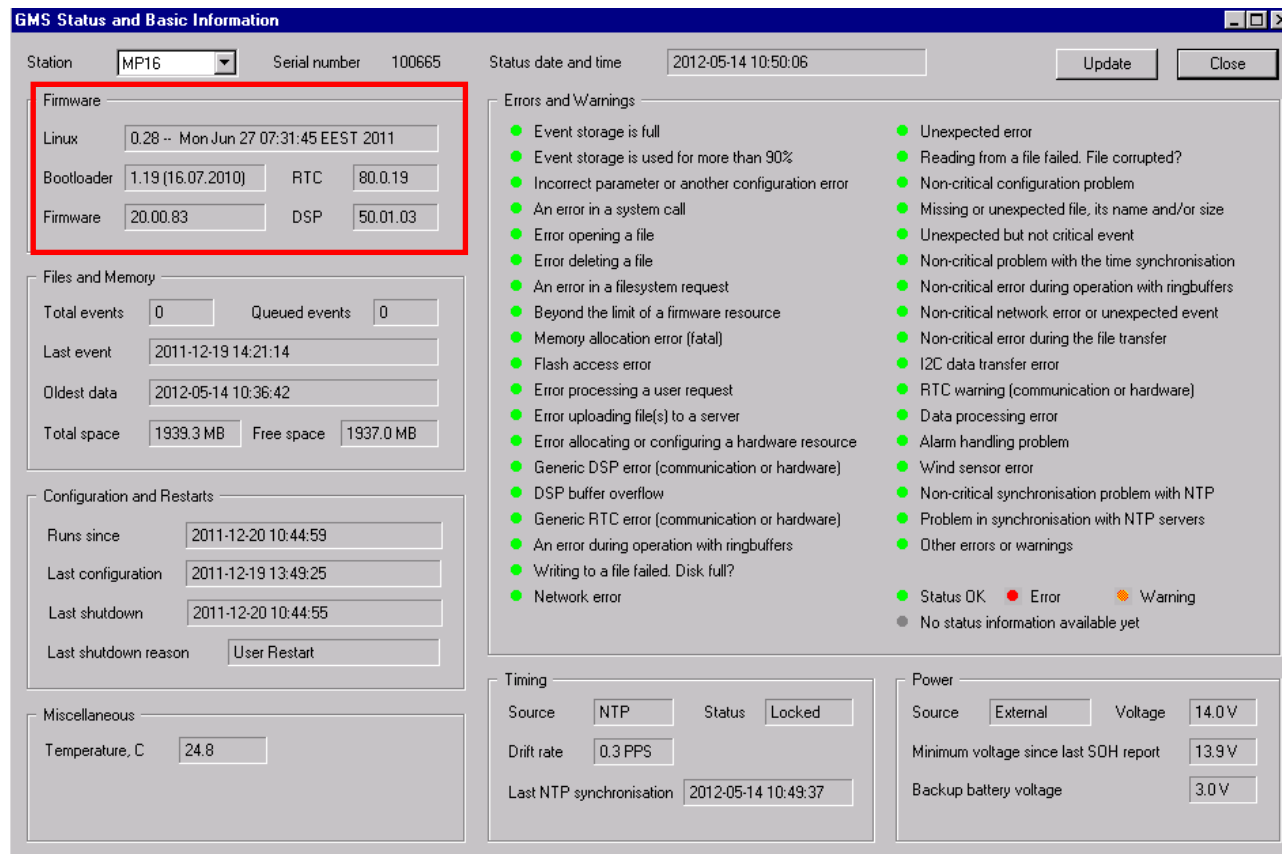 GMS Status and Basic Information
Station MP16 Serial number 100665 Status date and time 2012-05-14 10:50:06 Update Close
Firmware
Linux 0.28 -- Mon Jun 27 07:31:45 EEST 2011
Bootloader 1.19 (16.07.2010) RTC 80.0.19
Firmware 20.00.83 DSP 50.01.03
Files and Memory
Total events 0 Queued events 0
Last event 2011-12-19 14:21:14
Oldest data 2012-05-14 10:36:42
Total space 1939.3 MB Free space 1937.0 MB
Configuration and Restarts
Runs since 2011-12-20 10:44:59
Last configuration 2011-12-19 13:49:25
Last shutdown 2011-12-20 10:44:55
Last shutdown reason User Restart
Miscellaneous
Temperature, C 24.8
Errors and Warnings
Event storage is full
Event storage is used for more than 90%
Incorrect parameter or another configuration error
An error in a system call
Error opening a file
Error deleting a file
An error in a filesystem request
Beyond the limit of a firmware resource
Memory allocation error (fatal)
Flash access error
Error processing a user request
Error uploading file(s) to a server
Error allocating or configuring a hardware resource
Generic DSP error (communication or hardware)
DSP buffer overflow
Generic RTC error (communication or hardware)
An error during operation with ringbuffers
Writing to a file failed. Disk full?
Network error
Unexpected error
Reading from a file failed. File corrupted?
Non-critical configuration problem
Missing or unexpected file, its name and/or size
Unexpected but not critical event
Non-critical problem with the time synchronisation
Non-critical error during operation with ringbuffers
Non-critical network error or unexpected event
Non-critical error during the file transfer
I2C data transfer error
RTC warning (communication or hardware)
Data processing error
Alarm handling problem
Wind sensor error
Non-critical synchronisation problem with NTP
Problem in synchronisation with NTP servers
Other errors or warnings
Status OK Error Warning
No status information available yet
Timing
Source NTP Status Locked
Drift rate 0.3 PPS
Last NTP synchronisation 2012-05-14 10:49:37
Power
Source External Voltage 14.0 V
Minimum voltage since last SOH report 13.9 V
Backup battery voltage 3.0 V